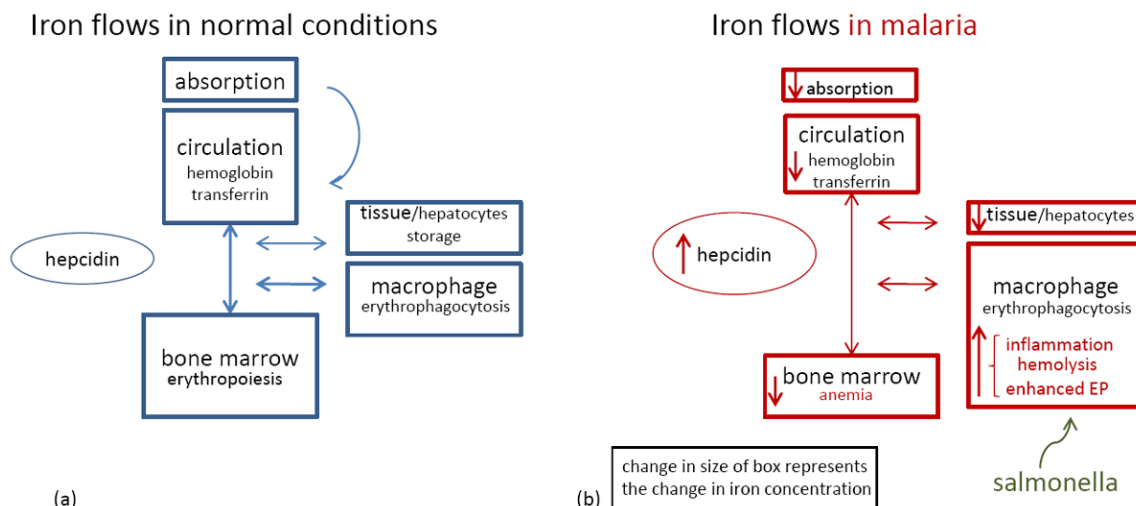 Iron flows in normal conditions
absorption
circulation
hemoglobin
transferrin
tissue/hepatocytes
storage
hepcidin
macrophage
erythrophagocytosis
bone marrow
erythropoiesis
(a)
Iron flows in malaria
absorption
circulation
hemoglobin
transferrin
tissue/hepatocytes
hepcidin
macrophage
erythrophagocytosis
inflammation
hemolysis
enhanced EP
bone marrow
anemia
change in size of box represents
the change in iron concentration
(b)
salmonella